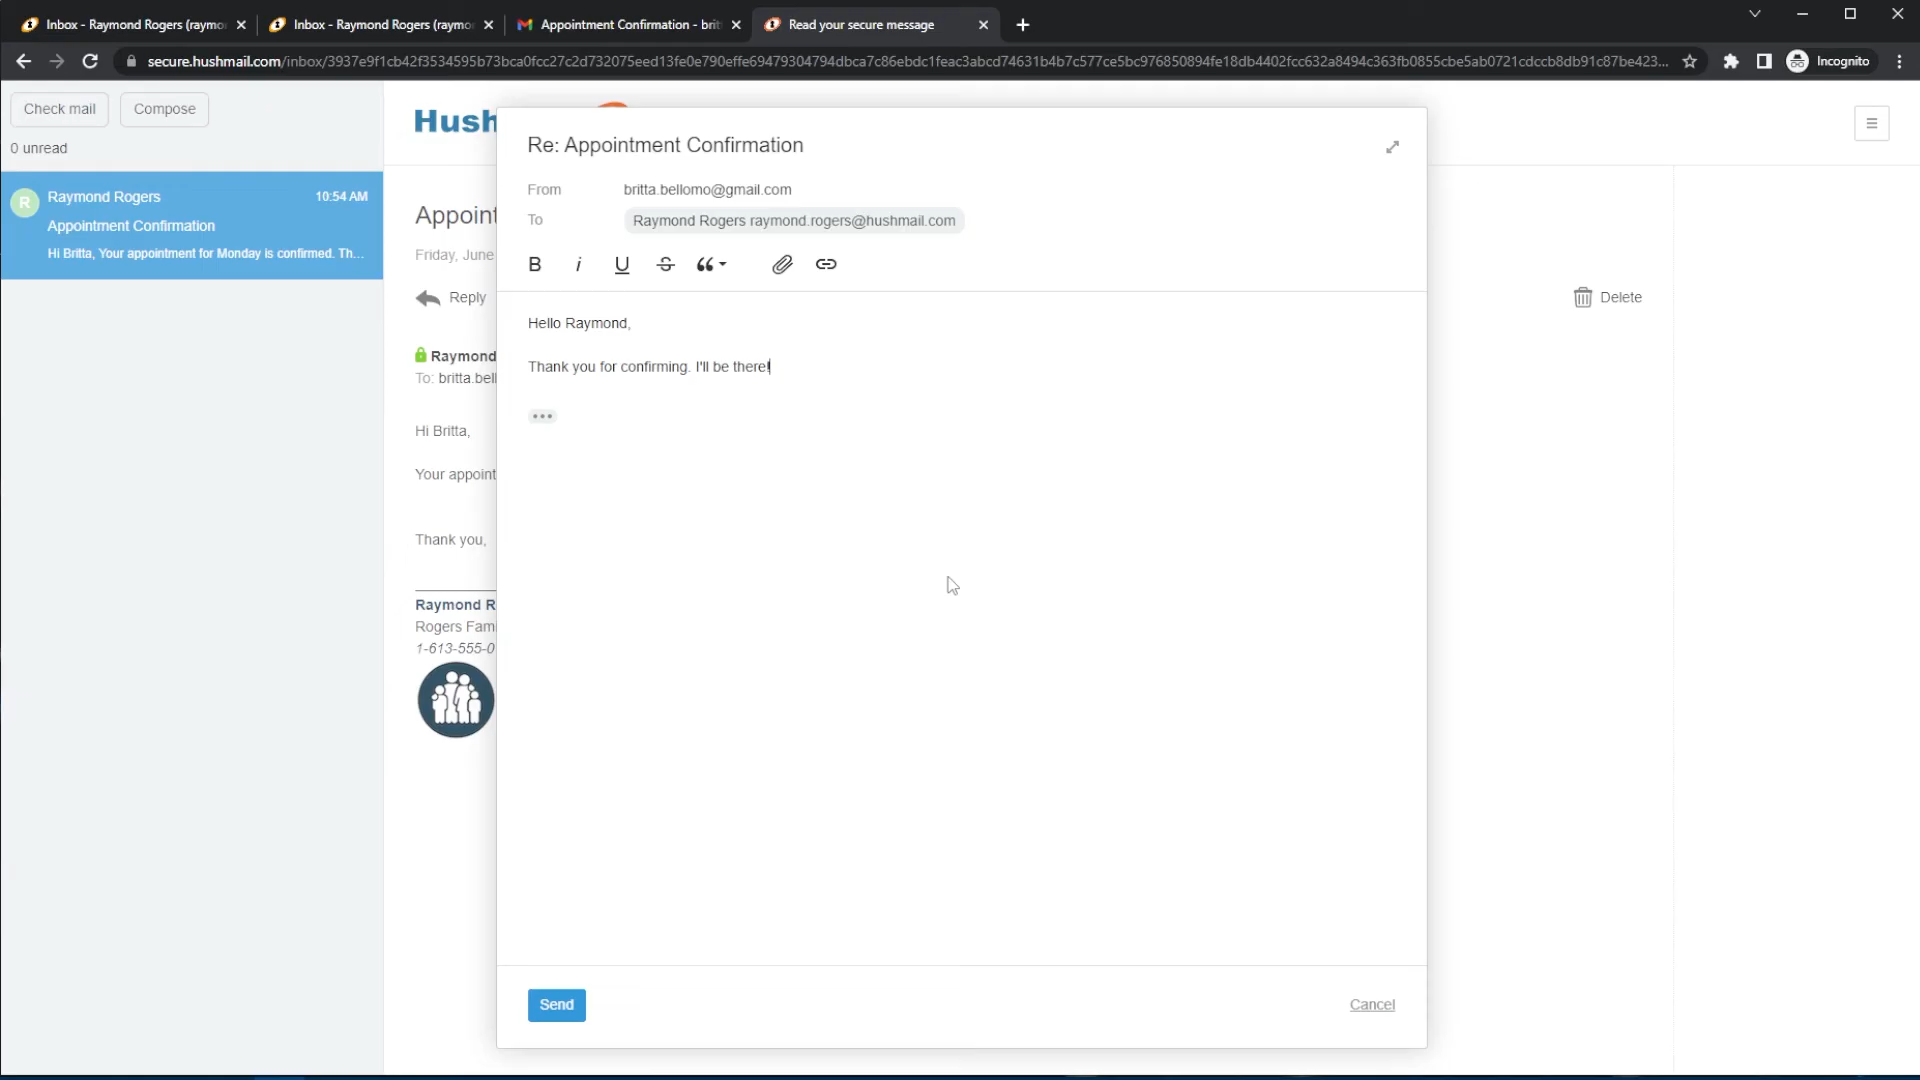 Inbox - Raymond Rogers (raymo
Inbox - Raymond Rogers (raymo
Appointment Confirmation - brit
Read your secure message
secure.hushmail.com/inbox/3937e9f1cb42f3534595b73bca0fcc27c2d732075eed13fe0e790effe69479304794dbca7c86ebdc1feac3abcd74631b4b7c577ce5bc976850894fe18db4402fcc632a8494c363fb0855cbe5ab0721cdccb8db91c87be423...
Incognito
Check mail
Compose
0 unread
R
Raymond Rogers
10:54 AM
Appointment Confirmation
Hi Britta, Your appointment for Monday is confirmed. Th...
Hush
Appoint
Friday, June
Reply
Delete
Raymond
To: britta.bell
Hi Britta,
Your appoint
Thank you,
Raymond R
Rogers Fami
1-613-555-0
Re: Appointment Confirmation
From britta.bellomo@gmail.com
To Raymond Rogers raymond.rogers@hushmail.com
B i U S
Hello Raymond,
Thank you for confirming. I'll be there!
Send
Cancel